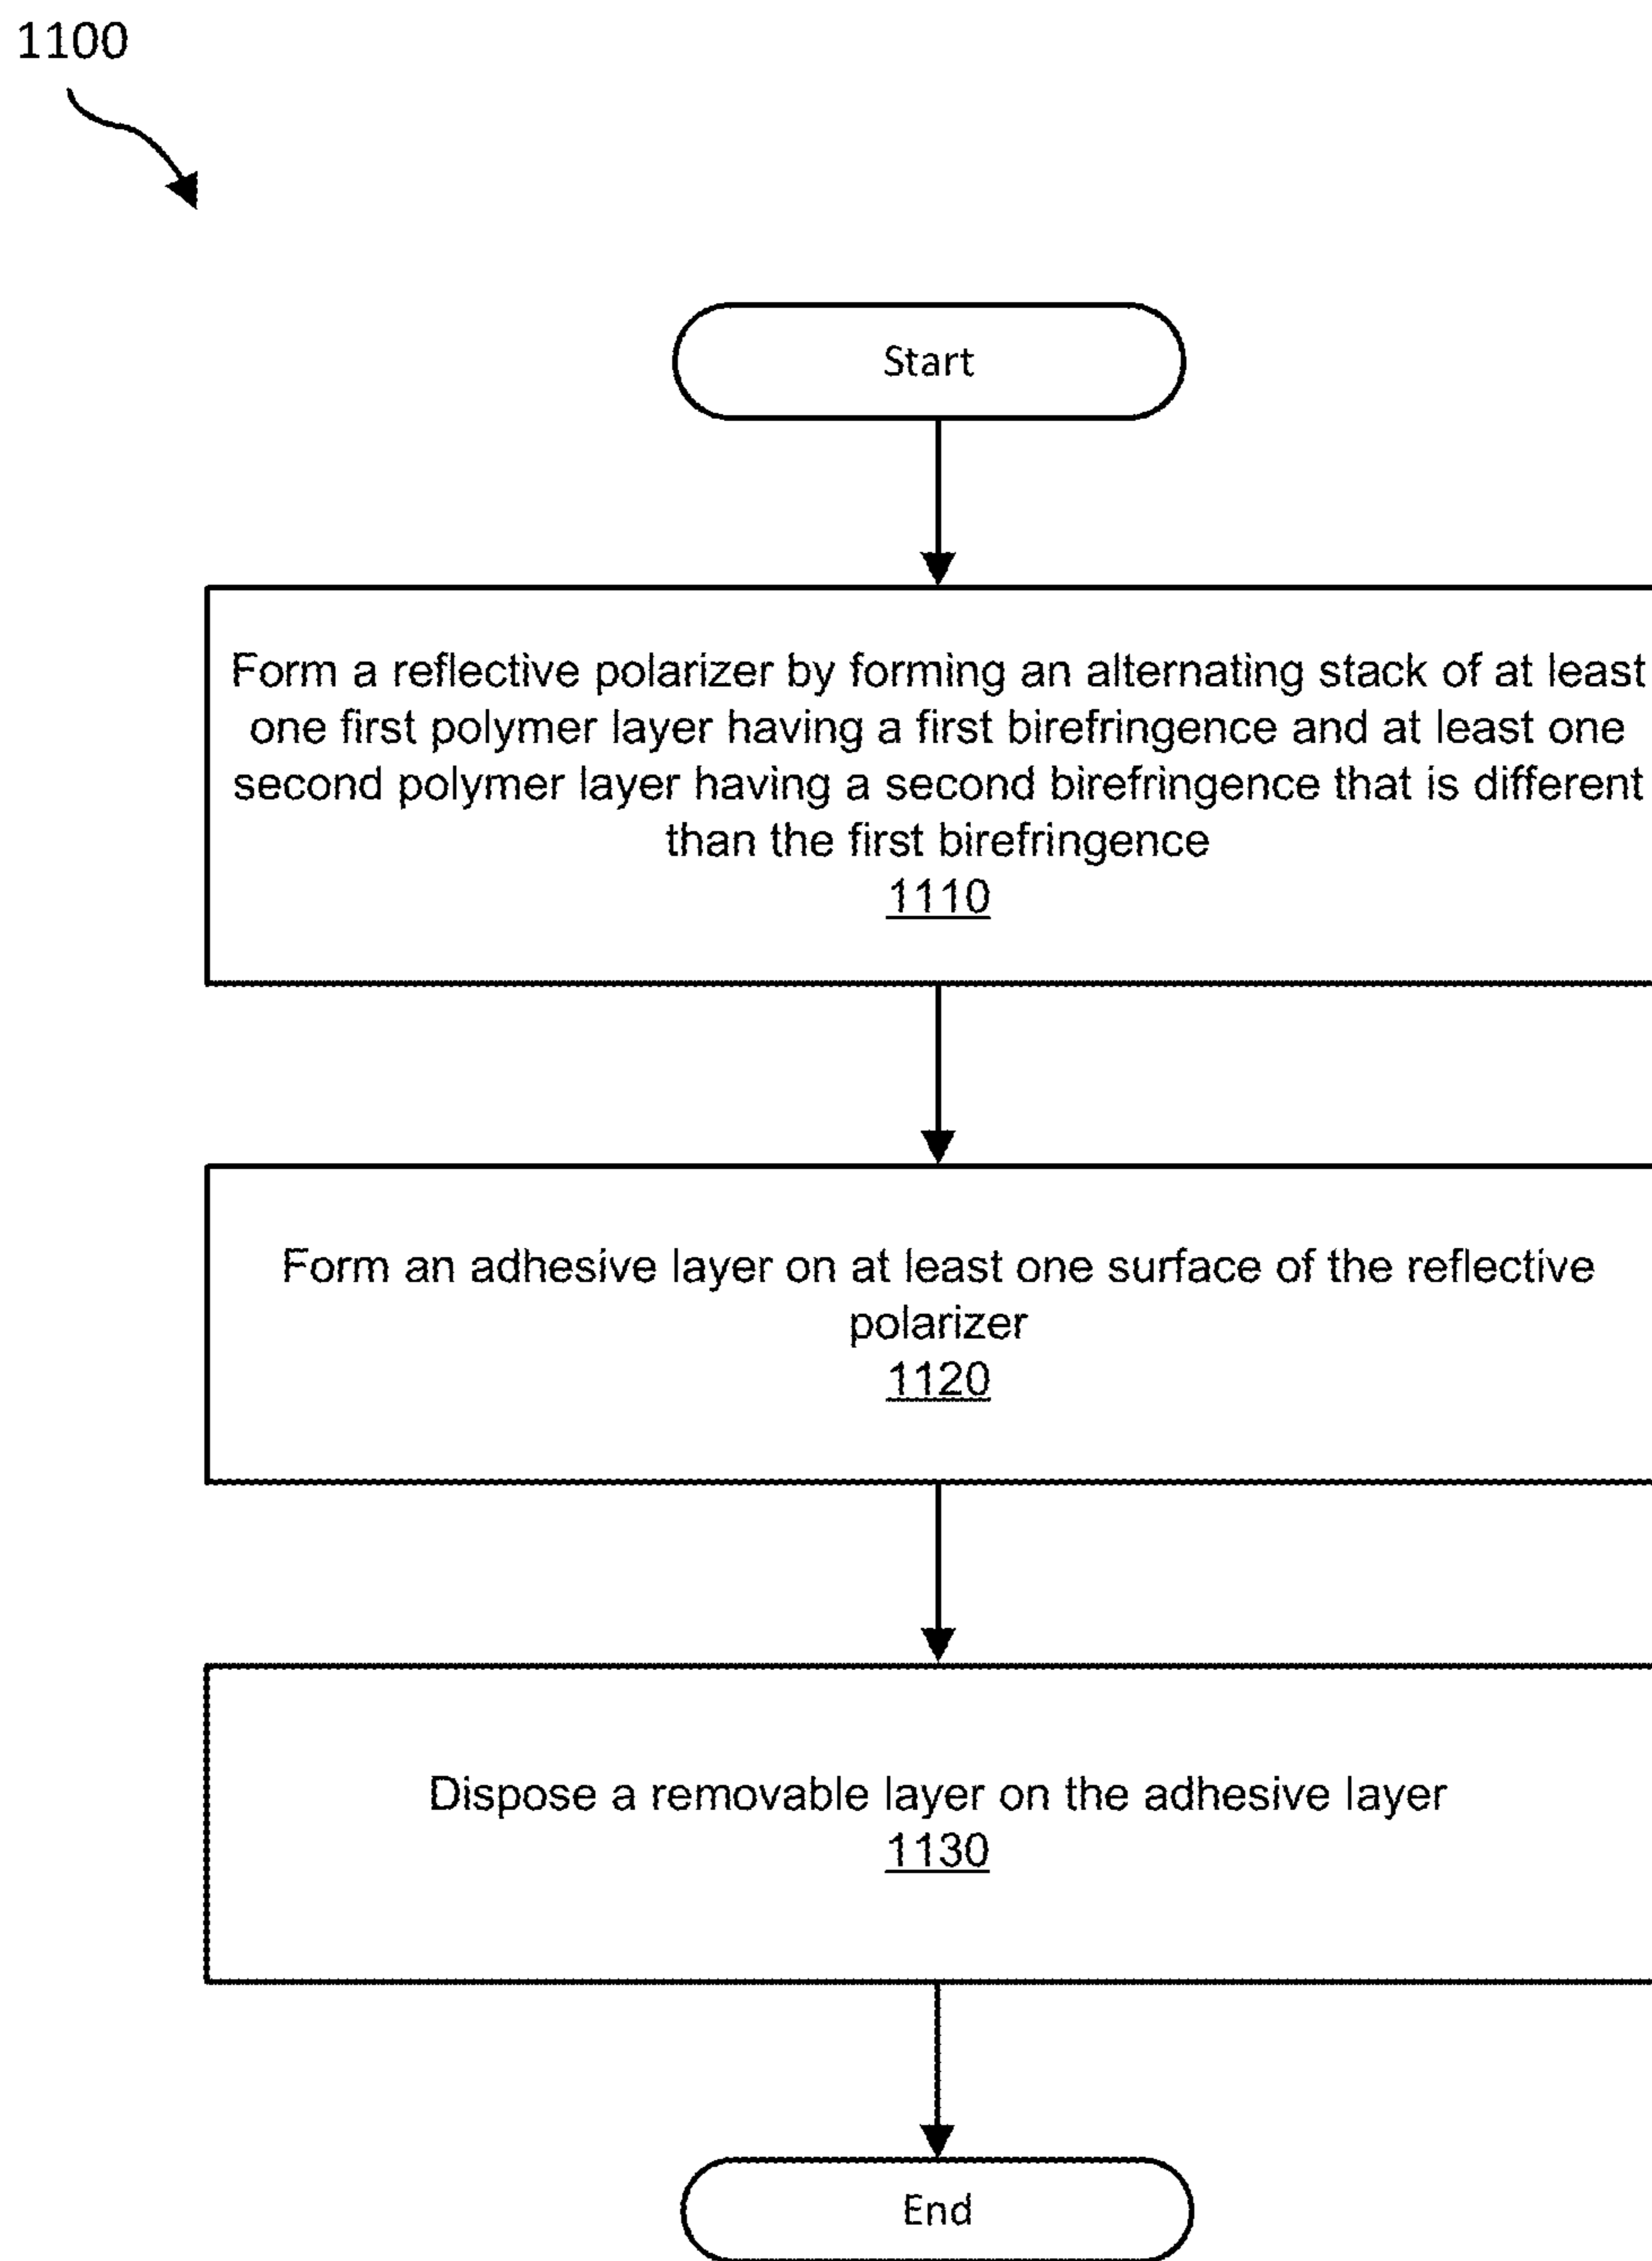 1100
Start
Form a reflective polarizer by forming an alternating stack of at least
one first polymer layer having a first birefringence and at least one
second polymer layer having a second birefringence that is different
than the first birefringence
1110
Form an adhesive layer on at least one surface of the reflective
polarizer
1120
Dispose a removable layer on the adhesive layer
1130
End